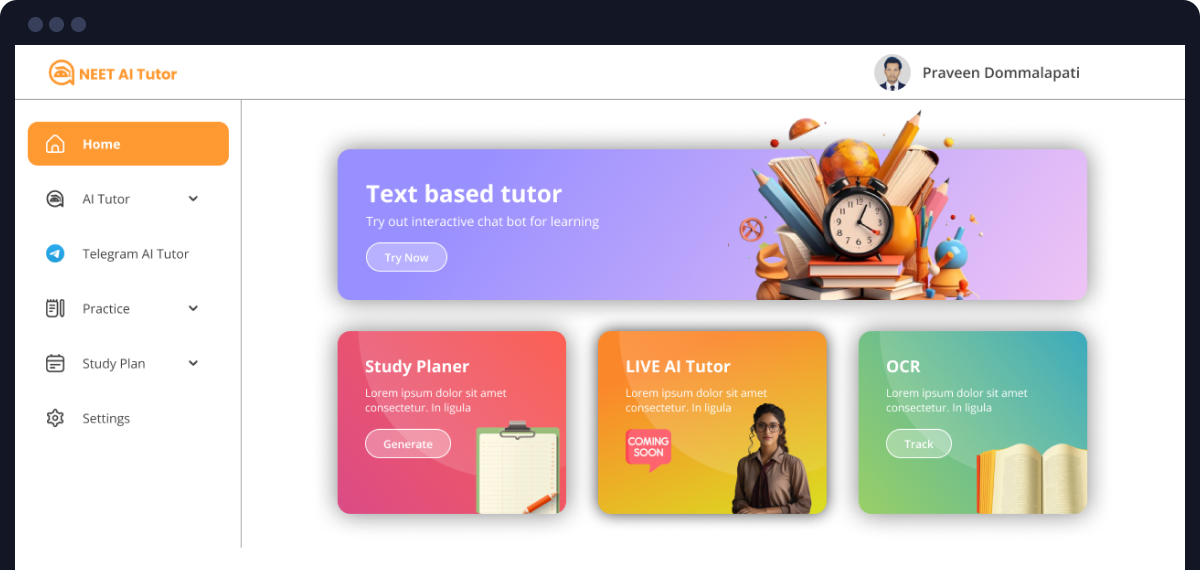 NEET AI Tutor
Praveen Dommalapati
Home
AI Tutor
Telegram AI Tutor
Practice
Study Plan
Settings
Text based tutor
Try out interactive chat bot for learning
Try Now
Study Planer
Lorem ipsum dolor sit amet
consectetur. In ligula
Generate
LIVE AI Tutor
Lorem ipsum dolor sit amet
consectetur. In ligula
COMING
SOON
OCR
Lorem ipsum dolor sit amet
consectetur. In ligula
Track